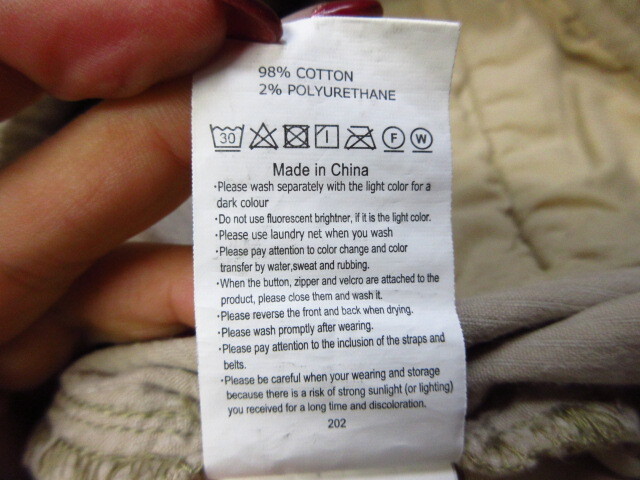 98% COTTON
2% POLYURETHANE
30 F W
Made in China
·Please wash separately with the light color for a
dark colour
·Do not use fluorescent brightner, if it is the light color.
·Please use laundry net when you wash
·Please pay attention to color change and color
transfer by water,sweat and rubbing.
·When the button, zipper and velcro are attached to the
product, please close them and wash it.
·Please reverse the front and back when drying.
·Please wash promptly after wearing.
·Please pay attention to the inclusion of the straps and
belts.
·Please be careful when your wearing and storage
because there is a risk of strong sunlight (or lighting)
you received for a long time and discoloration.
202